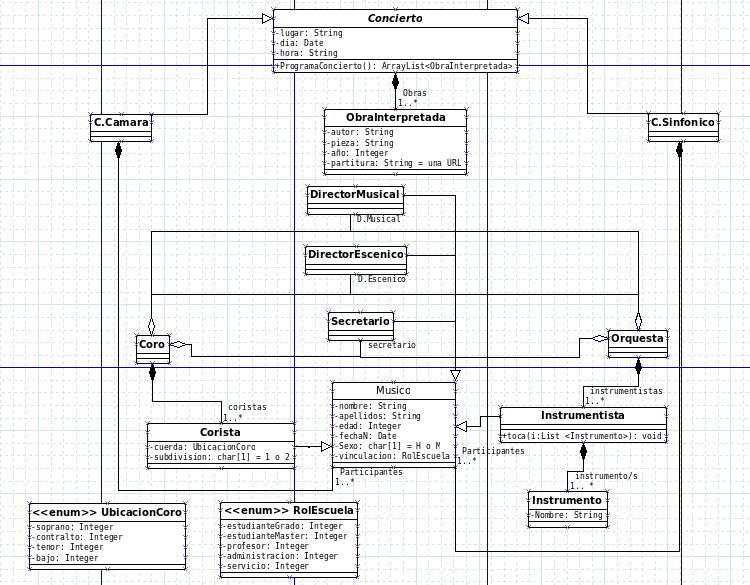 Concierto
-lugar: String
-dia: Date
-hora: String
+ProgramaConcierto(): ArrayList<ObraInterpretada>
Obras
1..*
C.Camara
ObraInterpretada
-autor: String
-pieza: String
-año: Integer
-partitura: String = una URL
C.Sinfonico
DirectorMusical
D.Musical
DirectorEscenico
D.Escenico
Secretario
secretario
Coro
Orquesta
coristas
1..*
Musico
-nombre: String
-apellidos: String
-edad: Integer
-fechaN: Date
-Sexo: char[1] = H o M
-vinculacion: RolEscuela
instrumentistas
1..*
Corista
-cuerda: UbicacionCoro
-subdivision: char[1] = 1 o 2
Instrumentista
+toca(i:List <Instrumento>): void
Participantes
1..*
Participantes
1..*
instrumento/s
1.. *
Instrumento
-Nombre: String
<<enum>> UbicacionCoro
-soprano: Integer
-contralto: Integer
-tenor: Integer
-bajo: Integer
<<enum>> RolEscuela
-estudianteGrado: Integer
-estudianteMaster: Integer
-profesor: Integer
-administracion: Integer
-servicio: Integer